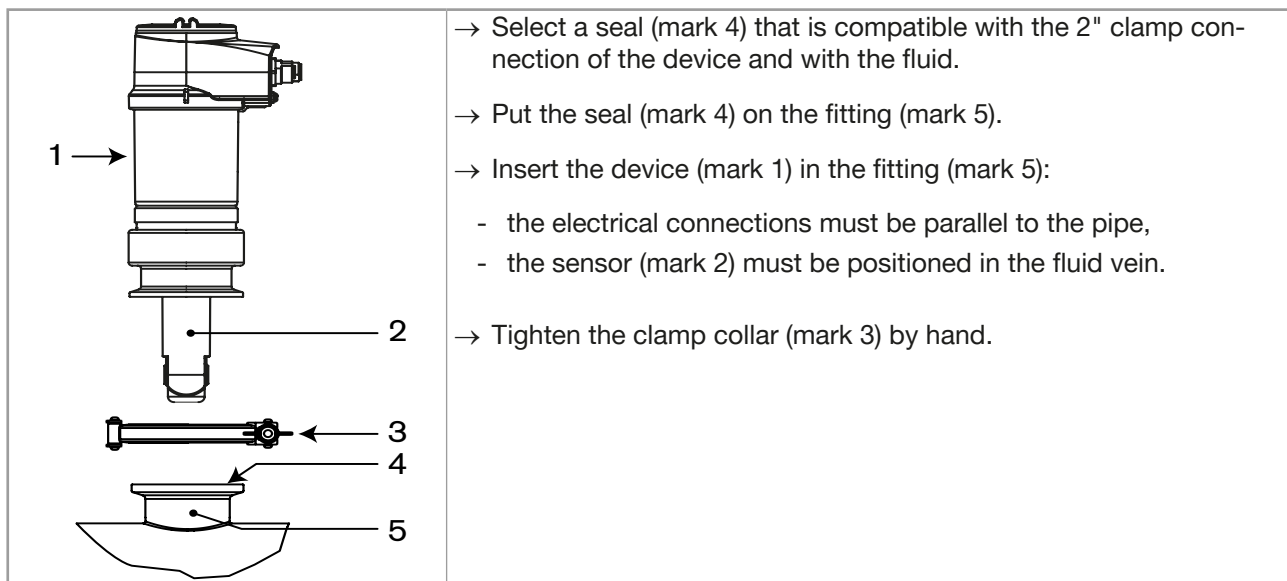 1
2
3
4
5
→ Select a seal (mark 4) that is compatible with the 2" clamp con-
nection of the device and with the fluid.
→ Put the seal (mark 4) on the fitting (mark 5).
→ Insert the device (mark 1) in the fitting (mark 5):
- the electrical connections must be parallel to the pipe,
- the sensor (mark 2) must be positioned in the fluid vein.
→ Tighten the clamp collar (mark 3) by hand.